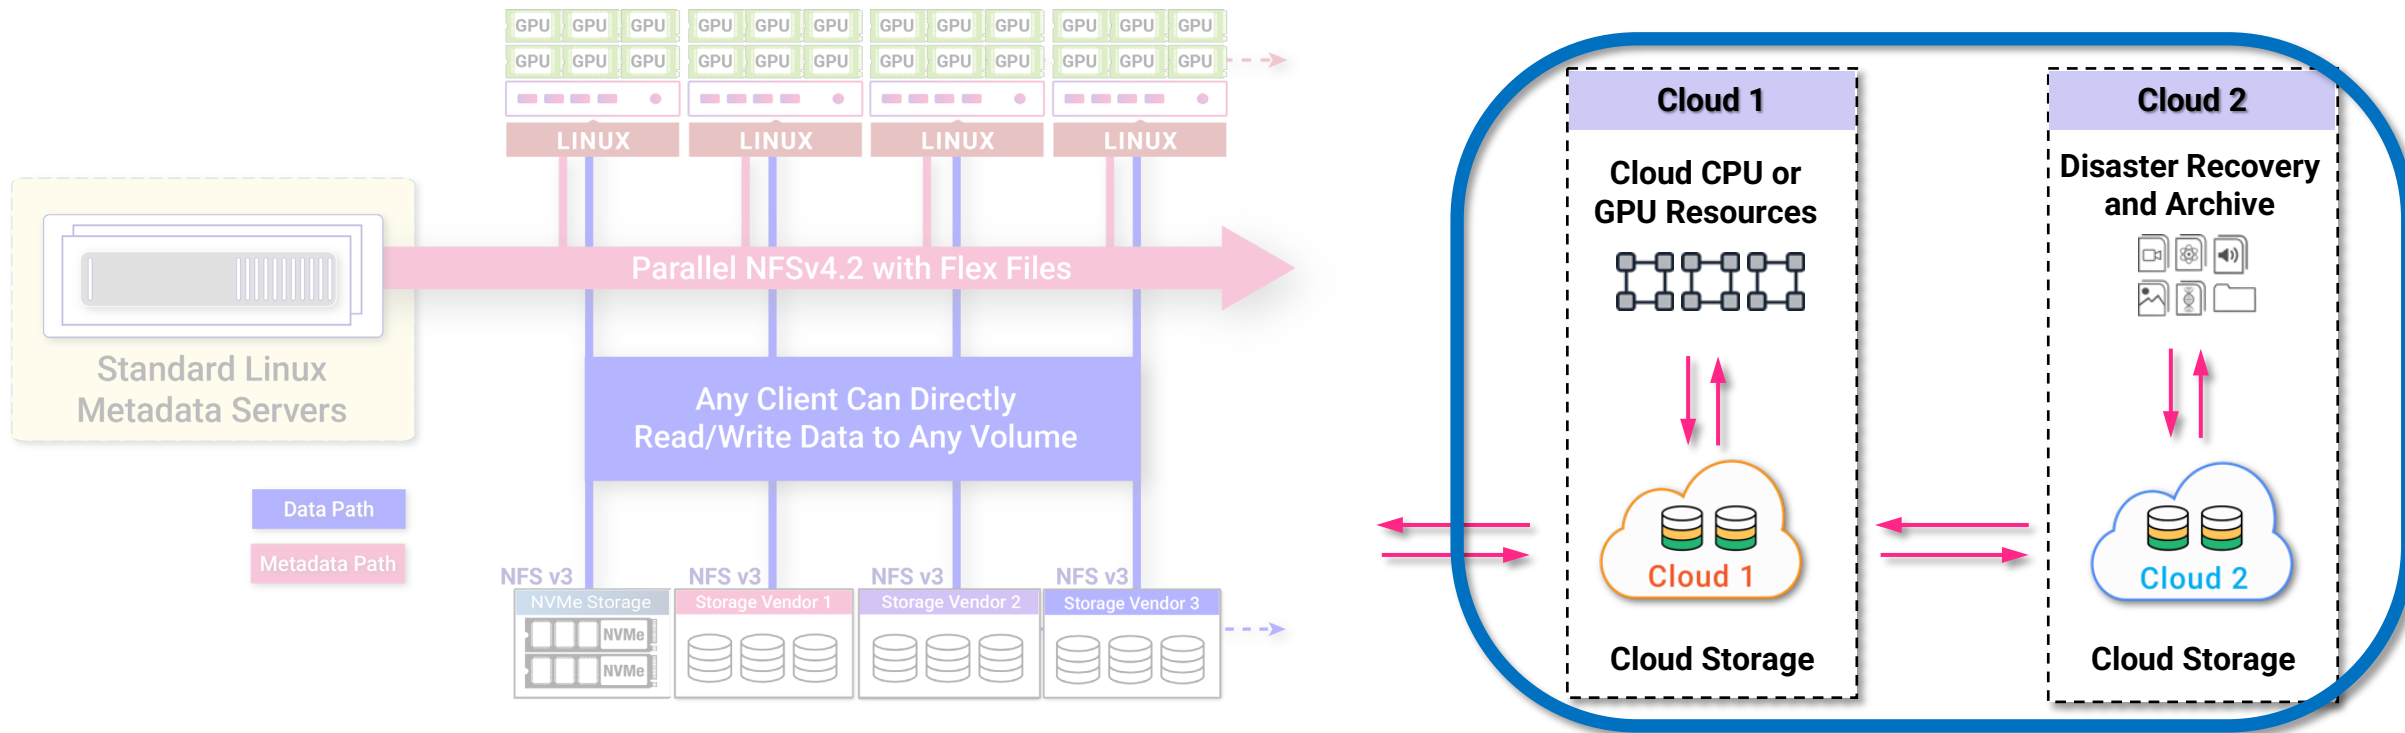 GPU GPU GPU GPU GPU GPU GPU GPU GPU GPU GPU GPU
GPU GPU GPU GPU GPU GPU GPU GPU GPU GPU GPU GPU
LINUX LINUX LINUX LINUX
Parallel NFSv4.2 with Flex Files
Standard Linux
Metadata Servers
Any Client Can Directly
Read/Write Data to Any Volume
Data Path
Metadata Path
NFS v3 NFS v3 NFS v3 NFS v3
NVMe Storage Storage Vendor 1 Storage Vendor 2 Storage Vendor 3
NVMe
NVMe
Cloud 1
Cloud CPU or
GPU Resources
Cloud 1
Cloud Storage
Cloud 2
Disaster Recovery
and Archive
Cloud 2
Cloud Storage